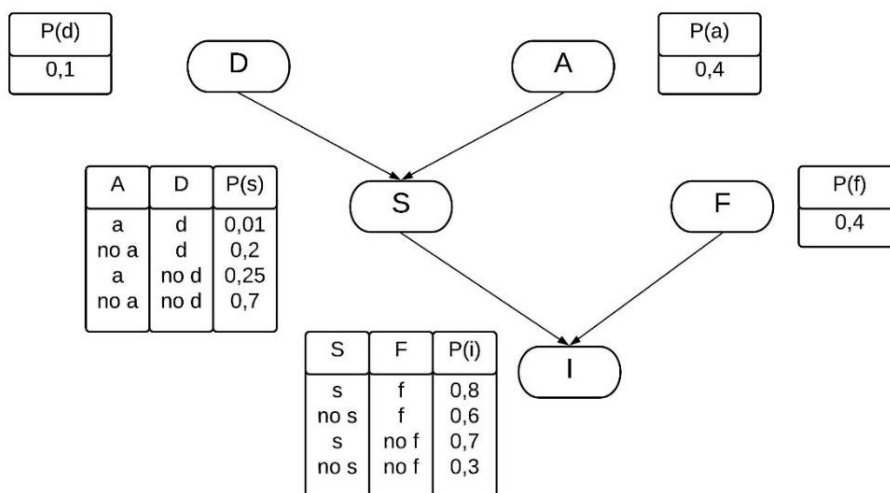 P(d)
0,1
D
A
P(a)
0,4
A D P(s)
a d 0,01
no a d 0,2
a no d 0,25
no a no d 0,7
S
F
P(f)
0,4
S F P(i)
s f 0,8
no s f 0,6
s no f 0,7
no s no f 0,3
I